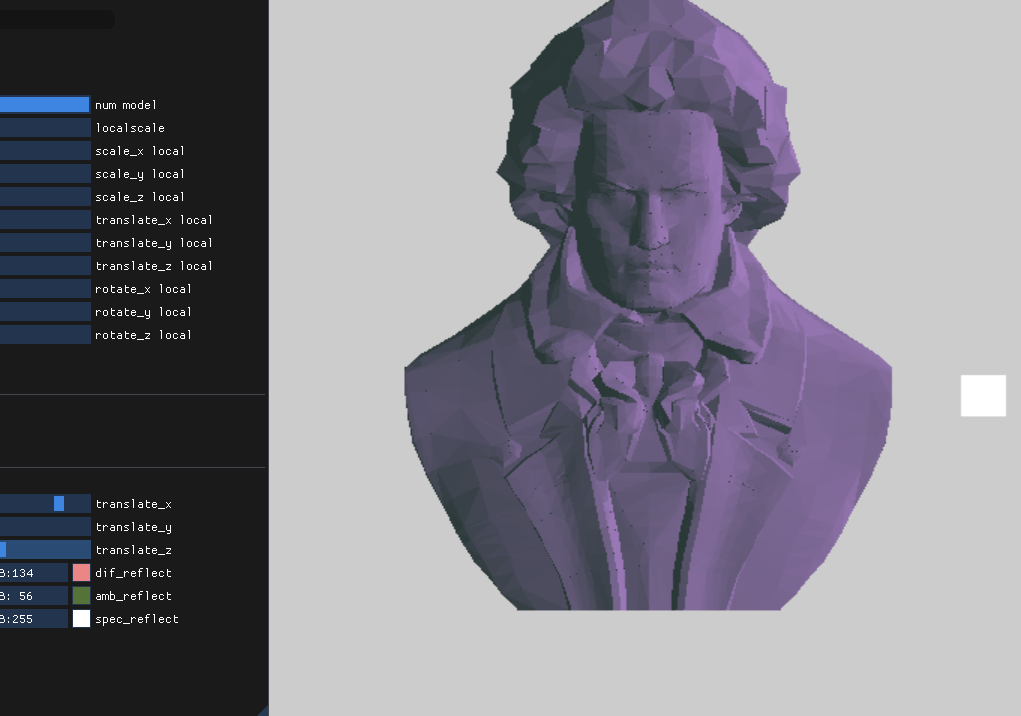 num model
localscale
scale_x local
scale_y local
scale_z local
translate_x local
translate_y local
translate_z local
rotate_x local
rotate_y local
rotate_z local
translate_x
translate_y
translate_z
B:134 dif_reflect
B: 56 amb_reflect
B:255 spec_reflect